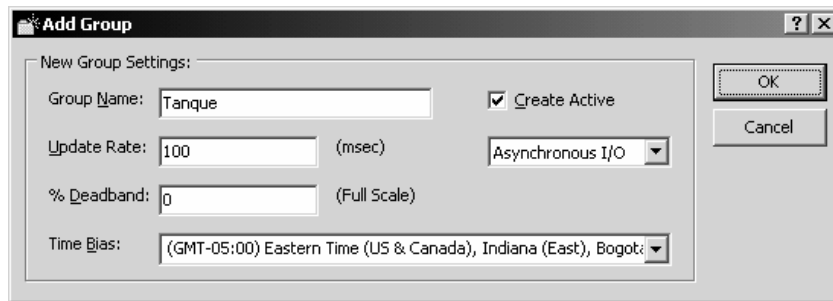 Add Group
New Group Settings:
Group Name: Tanque
Create Active
OK
Update Rate: 100 (msec)
Asynchronous I/O
Cancel
% Deadband: 0 (Full Scale)
Time Bias: (GMT-05:00) Eastern Time (US & Canada), Indiana (East), Bogota